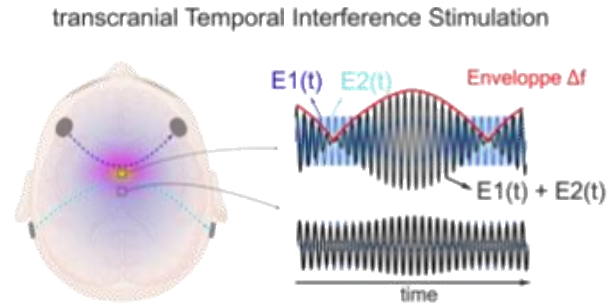 transcranial Temporal Interference Stimulation
E1(t) E2(t)
Enveloppe Δf
E1(t) + E2(t)
time